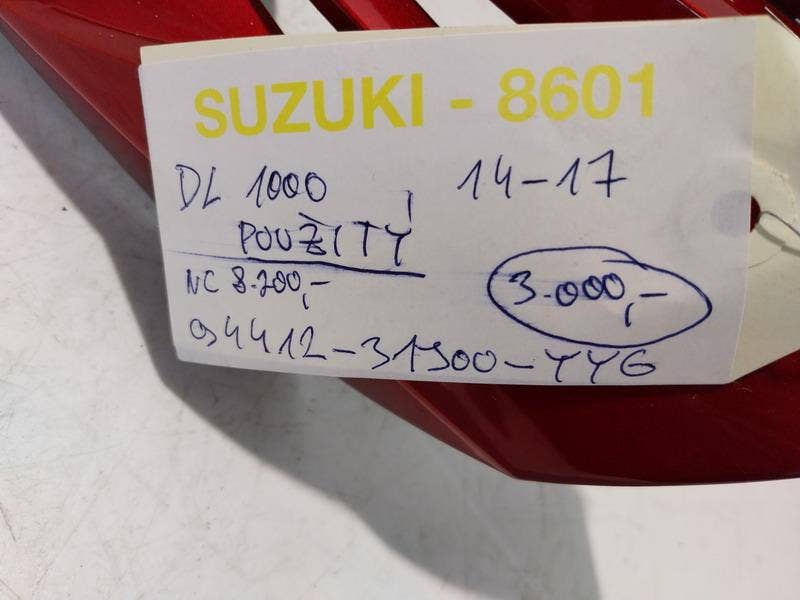 SUZUKI - 8601
DL 1000 14-17
POUŽITÝ
NC 8.200,-
3.000,-
94412-31J00-YYG